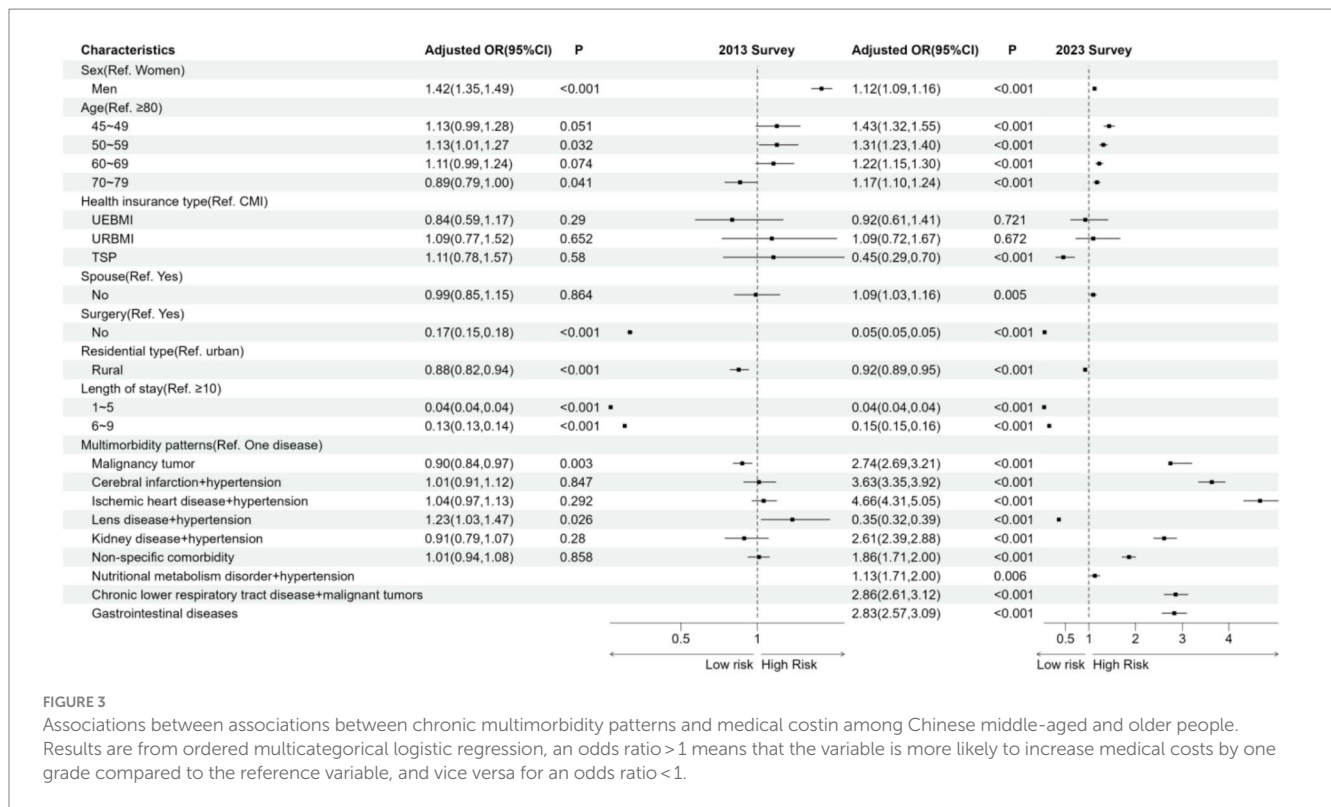 Characteristics Adjusted OR(95%CI) P 2013 Survey Adjusted OR(95%CI) P 2023 Survey
Sex(Ref. Women)
Men 1.42(1.35,1.49) <0.001 1.12(1.09,1.16) <0.001
Age(Ref. ≥80)
45~49 1.13(0.99,1.28) 0.051 1.43(1.32,1.55) <0.001
50~59 1.13(1.01,1.27 0.032 1.31(1.23,1.40) <0.001
60~69 1.11(0.99,1.24) 0.074 1.22(1.15,1.30) <0.001
70~79 0.89(0.79,1.00) 0.041 1.17(1.10,1.24) <0.001
Health insurance type(Ref. CMI)
UEBMI 0.84(0.59,1.17) 0.29 0.92(0.61,1.41) 0.721
URBMI 1.09(0.77,1.52) 0.652 1.09(0.72,1.67) 0.672
TSP 1.11(0.78,1.57) 0.58 0.45(0.29,0.70) <0.001
Spouse(Ref. Yes)
No 0.99(0.85,1.15) 0.864 1.09(1.03,1.16) 0.005
Surgery(Ref. Yes)
No 0.17(0.15,0.18) <0.001 0.05(0.05,0.05) <0.001
Residential type(Ref. urban)
Rural 0.88(0.82,0.94) <0.001 0.92(0.89,0.95) <0.001
Length of stay(Ref. ≥10)
1~5 0.04(0.04,0.04) <0.001 0.04(0.04,0.04) <0.001
6~9 0.13(0.13,0.14) <0.001 0.15(0.15,0.16) <0.001
Multimorbidity patterns(Ref. One disease)
Malignancy tumor 0.90(0.84,0.97) 0.003 2.74(2.69,3.21) <0.001
Cerebral infarction+hypertension 1.01(0.91,1.12) 0.847 3.63(3.35,3.92) <0.001
Ischemic heart disease+hypertension 1.04(0.97,1.13) 0.292 4.66(4.31,5.05) <0.001
Lens disease+hypertension 1.23(1.03,1.47) 0.026 0.35(0.32,0.39) <0.001
Kidney disease+hypertension 0.91(0.79,1.07) 0.28 2.61(2.39,2.88) <0.001
Non-specific comorbidity 1.01(0.94,1.08) 0.858 1.86(1.71,2.00) <0.001
Nutritional metabolism disorder+hypertension 1.13(1.71,2.00) 0.006
Chronic lower respiratory tract disease+malignant tumors 2.86(2.61,3.12) <0.001
Gastrointestinal diseases 2.83(2.57,3.09) <0.001
0.5 1 0.5 1 2 3 4
Low risk High Risk Low risk High Risk
FIGURE 3
Associations between associations between chronic multimorbidity patterns and medical costin among Chinese middle-aged and older people.
Results are from ordered multicategorical logistic regression, an odds ratio > 1 means that the variable is more likely to increase medical costs by one
grade compared to the reference variable, and vice versa for an odds ratio < 1.